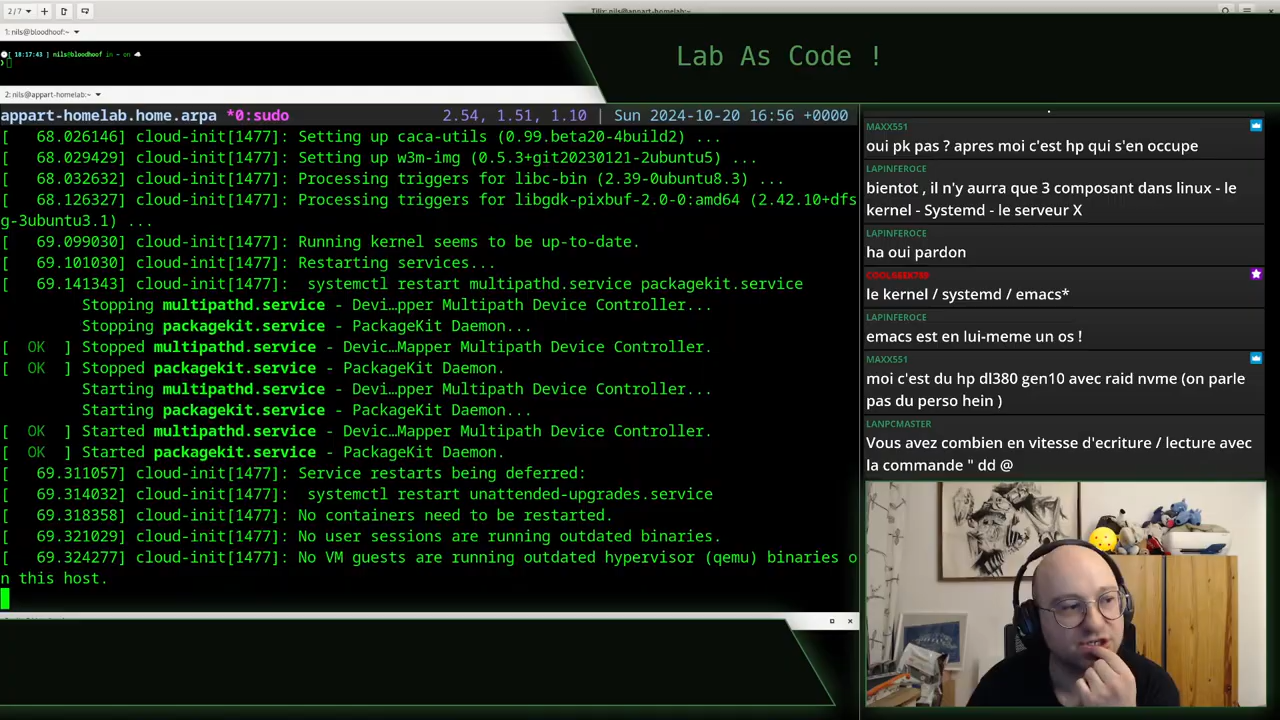 2/7
Tilix: nils@appart-homelab:~
1: nils@bloodhoof:~
[ 18:17:43 ] nils@bloodhoof in ~ on
Lab As Code !
2: nils@appart-homelab:~
appart-homelab.home.arpa *0:sudo 2.54, 1.51, 1.10 | Sun 2024-10-20 16:56 +0000
[ 68.026146] cloud-init[1477]: Setting up caca-utils (0.99.beta20-4build2) ...
[ 68.029429] cloud-init[1477]: Setting up w3m-img (0.5.3+git20230121-2ubuntu5) ...
[ 68.032632] cloud-init[1477]: Processing triggers for libc-bin (2.39-0ubuntu8.3) ...
[ 68.126327] cloud-init[1477]: Processing triggers for libgdk-pixbuf-2.0-0:amd64 (2.42.10+dfs
g-3ubuntu3.1) ...
[ 69.099030] cloud-init[1477]: Running kernel seems to be up-to-date.
[ 69.101030] cloud-init[1477]: Restarting services...
[ 69.141343] cloud-init[1477]: systemctl restart multipathd.service packagekit.service
Stopping multipathd.service - Devi…pper Multipath Device Controller...
Stopping packagekit.service - PackageKit Daemon...
[ OK ] Stopped multipathd.service - Devic…Mapper Multipath Device Controller.
[ OK ] Stopped packagekit.service - PackageKit Daemon.
Starting multipathd.service - Devi…pper Multipath Device Controller...
Starting packagekit.service - PackageKit Daemon...
[ OK ] Started multipathd.service - Devic…Mapper Multipath Device Controller.
[ OK ] Started packagekit.service - PackageKit Daemon.
[ 69.311057] cloud-init[1477]: Service restarts being deferred:
[ 69.314032] cloud-init[1477]: systemctl restart unattended-upgrades.service
[ 69.318358] cloud-init[1477]: No containers need to be restarted.
[ 69.321029] cloud-init[1477]: No user sessions are running outdated binaries.
[ 69.324277] cloud-init[1477]: No VM guests are running outdated hypervisor (qemu) binaries o
n this host.
MAXX551
oui pk pas ? apres moi c'est hp qui s'en occupe
LAPINFEROCE
bientot , il n'y aurra que 3 composant dans linux - le
kernel - Systemd - le serveur X
LAPINFEROCE
ha oui pardon
COOLGEEK789
le kernel / systemd / emacs*
LAPINFEROCE
emacs est en lui-meme un os !
MAXX551
moi c'est du hp dl380 gen10 avec raid nvme (on parle
pas du perso hein )
LANPCMASTER
Vous avez combien en vitesse d'ecriture / lecture avec
la commande " dd @